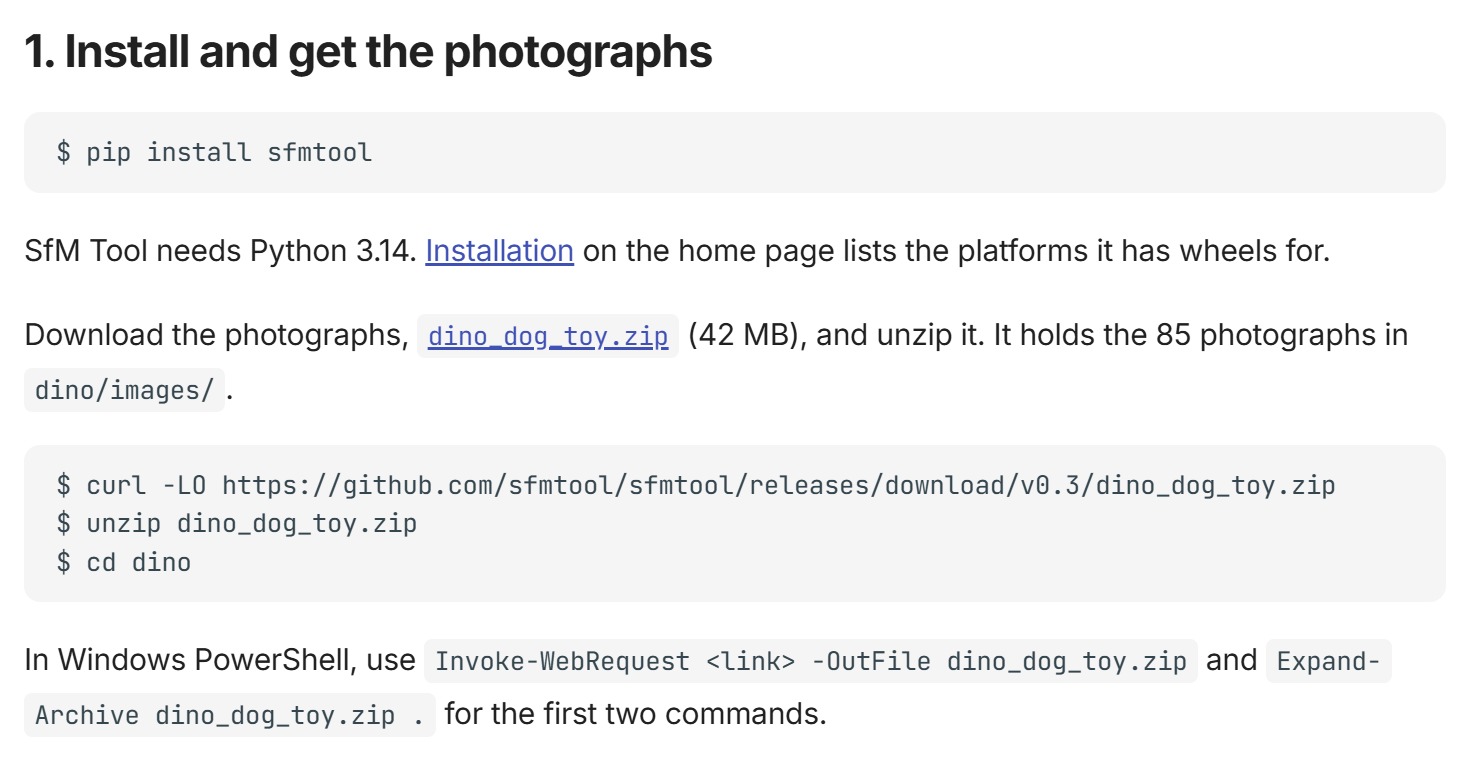 1. Install and get the photographs
$ pip install sfmtool
SfM Tool needs Python 3.14. Installation on the home page lists the platforms it has wheels for.
Download the photographs, dino_dog_toy.zip (42 MB), and unzip it. It holds the 85 photographs in
dino/images/ .
$ curl -LO https://github.com/sfmtool/sfmtool/releases/download/v0.3/dino_dog_toy.zip
$ unzip dino_dog_toy.zip
$ cd dino
In Windows PowerShell, use Invoke-WebRequest <link> -OutFile dino_dog_toy.zip and Expand-
Archive dino_dog_toy.zip . for the first two commands.